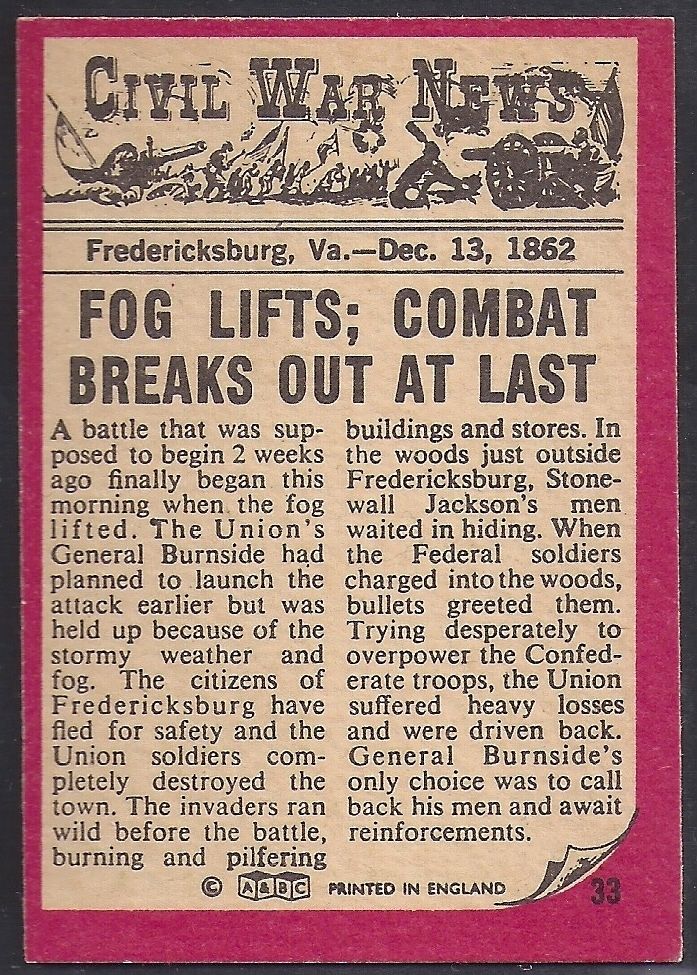 CIVIL WAR NEWS
Fredericksburg, Va.—Dec. 13, 1862
FOG LIFTS; COMBAT
BREAKS OUT AT LAST
A battle that was sup-
posed to begin 2 weeks
ago finally began this
morning when the fog
lifted. The Union's
General Burnside had
planned to launch the
attack earlier but was
held up because of the
stormy weather and
fog. The citizens of
Fredericksburg have
fled for safety and the
Union soldiers com-
pletely destroyed the
town. The invaders ran
wild before the battle,
burning and pilfering
buildings and stores. In
the woods just outside
Fredericksburg, Stone-
wall Jackson's men
waited in hiding. When
the Federal soldiers
charged into the woods,
bullets greeted them.
Trying desperately to
overpower the Confed-
erate troops, the Union
suffered heavy losses
and were driven back.
General Burnside's
only choice was to call
back his men and await
reinforcements.
© A&BC PRINTED IN ENGLAND
33